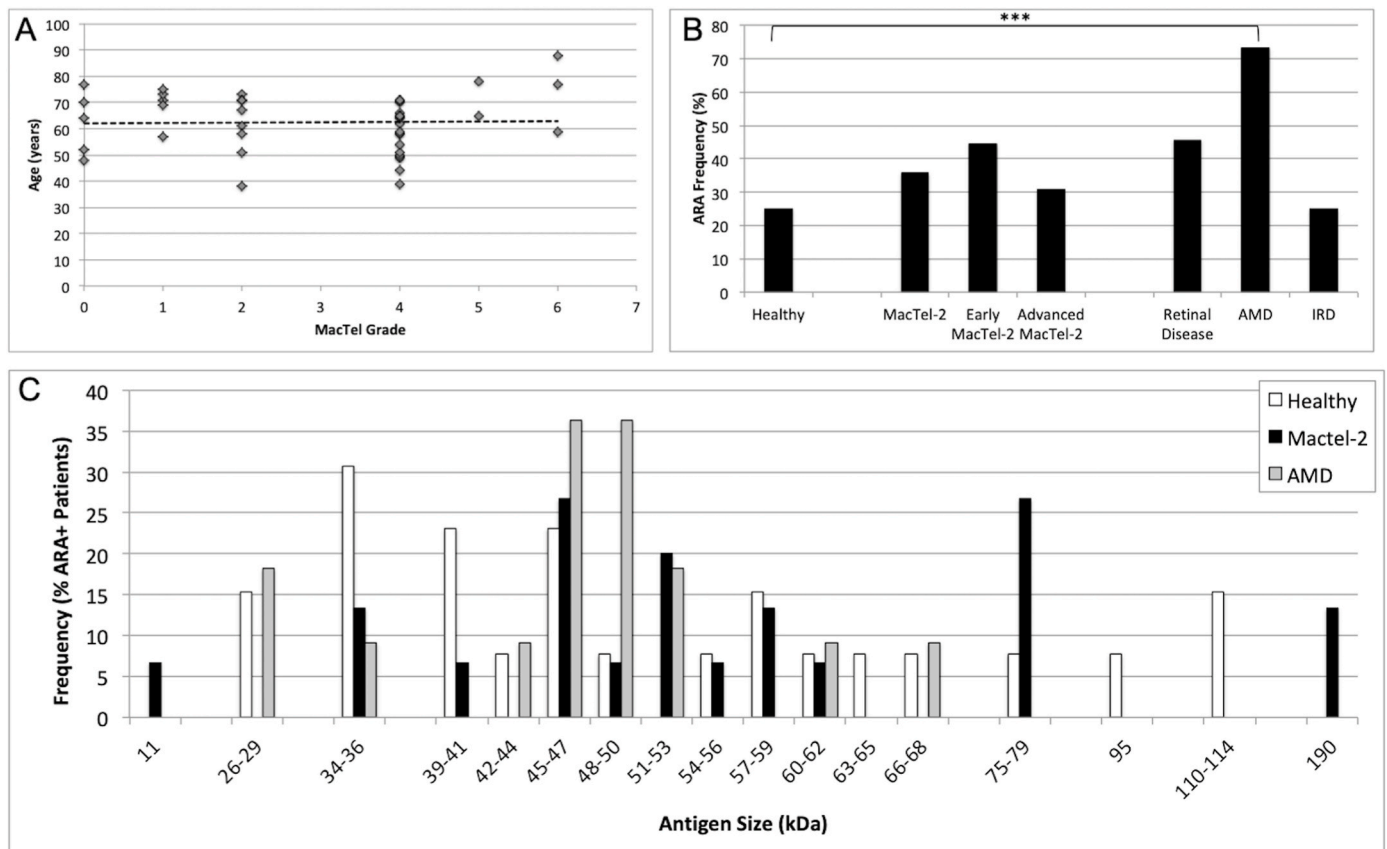 A
100
90
80
70
60
50
40
30
20
10
0
Age (years)
0 1 2 3 4 5 6 7
MacTel Grade
B
***
80
70
60
50
40
30
20
10
0
ARA Frequency (%)
Healthy MacTel-2 Early Advanced Retinal AMD IRD
MacTel-2 MacTel-2 Disease
C
40
35
30
25
20
15
10
5
0
Frequency (% ARA+ Patients)
Healthy
Mactel-2
AMD
11 26-29 34-36 39-41 42-44 45-47 48-50 51-53 54-56 57-59 60-62 63-65 66-68 75-79 95 110-114 190
Antigen Size (kDa)